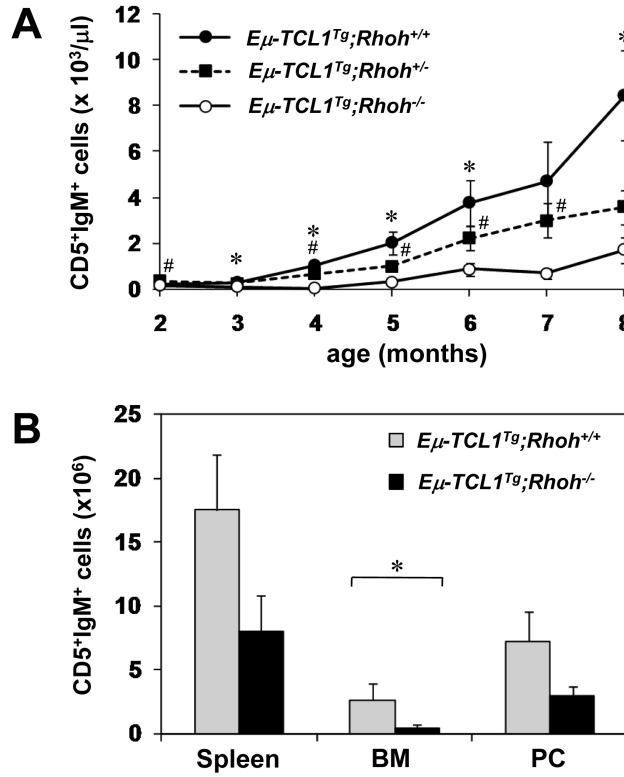 A
CD5⁺IgM⁺ cells (x 10³/μl)
12
10
8
6
4
2
0
Eμ-TCL1ᵀᵍ;Rhoh⁺/⁺
Eμ-TCL1ᵀᵍ;Rhoh⁺/⁻
Eμ-TCL1ᵀᵍ;Rhoh⁻/⁻
# * * # * # * # # *
2 3 4 5 6 7 8
age (months)
B
CD5⁺IgM⁺ cells (x10⁶)
25
20
15
10
5
0
Eμ-TCL1ᵀᵍ;Rhoh⁺/⁺
Eμ-TCL1ᵀᵍ;Rhoh⁻/⁻
*
Spleen BM PC